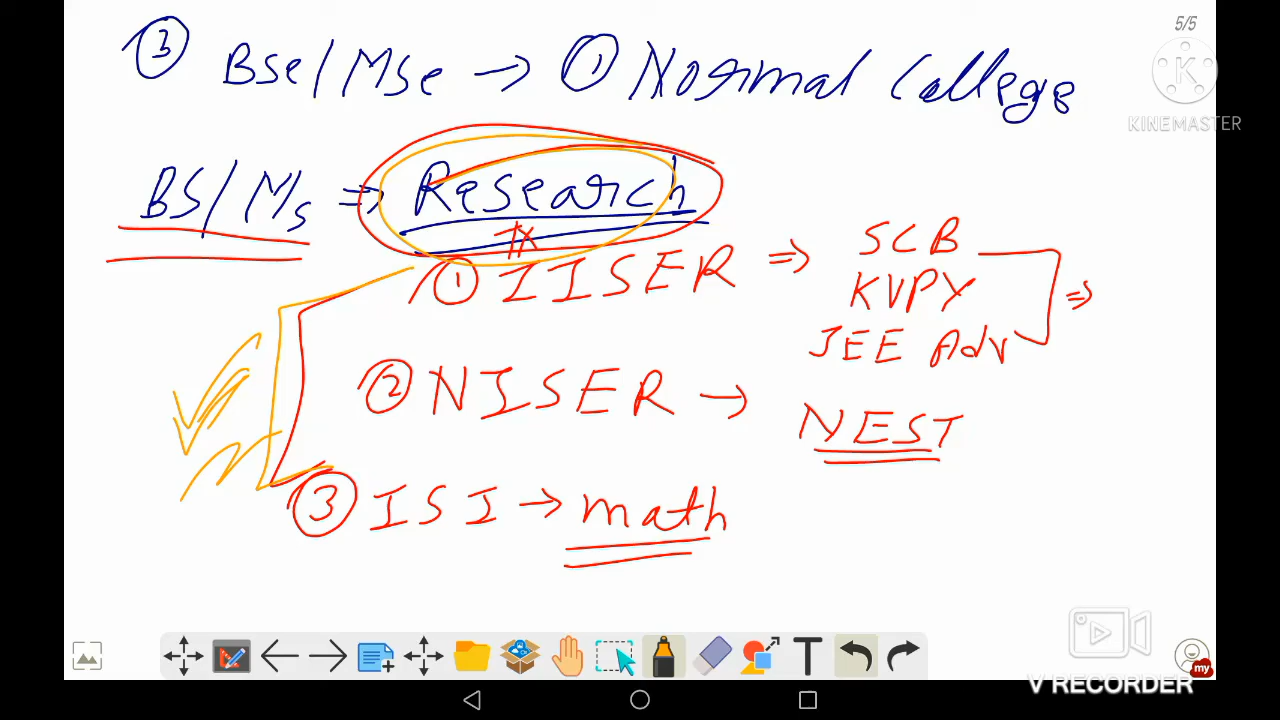 5/5
③ BSc/MSc → ① Normal College
K
KINEMASTER
BS/Ms ⇒ Research
① IISER ⇒ SCB
KVPY ⇒
JEE Adv
② NISER → NEST
③ ISI → math
T
my
V RECORDER